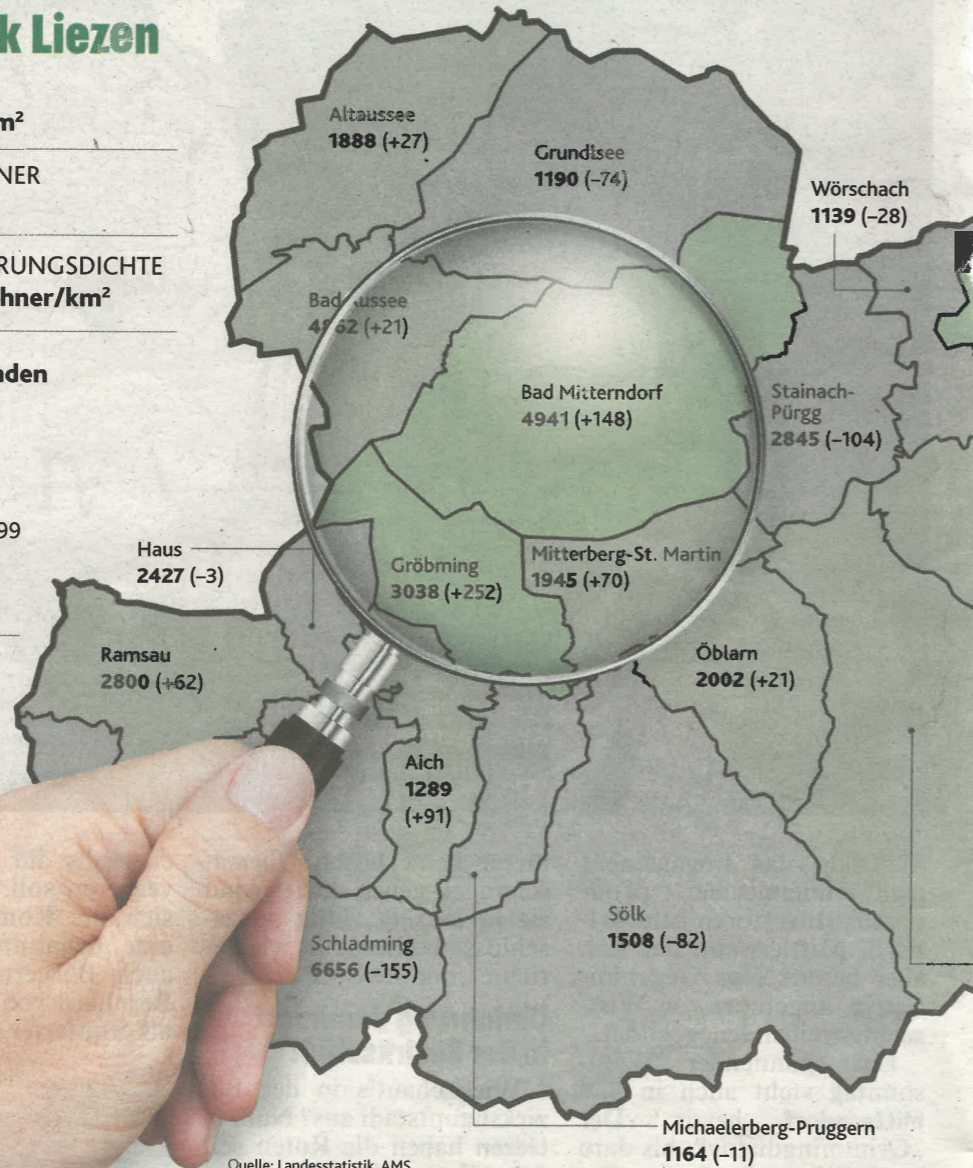 k Liezen
m²
NER
RUNGSDICHTE
hner/km²
nden
99
Altaussee
1888 (+27)
Grundlsee
1190 (–74)
Wörschach
1139 (–28)
Bad Aussee
(+21)
Bad Mitterndorf
4941 (+148)
Stainach-
Pürgg
2845 (–104)
Haus
2427 (–3)
Gröbming
3038 (+252)
Mitterberg-St. Martin
1945 (+70)
Ramsau
2800 (+62)
Öblarn
2002 (+21)
Aich
1289
(+91)
Schladming
6656 (–155)
Sölk
1508 (–82)
Michaelerberg-Pruggern
1164 (–11)
Quelle: Landesstatistik, AMS